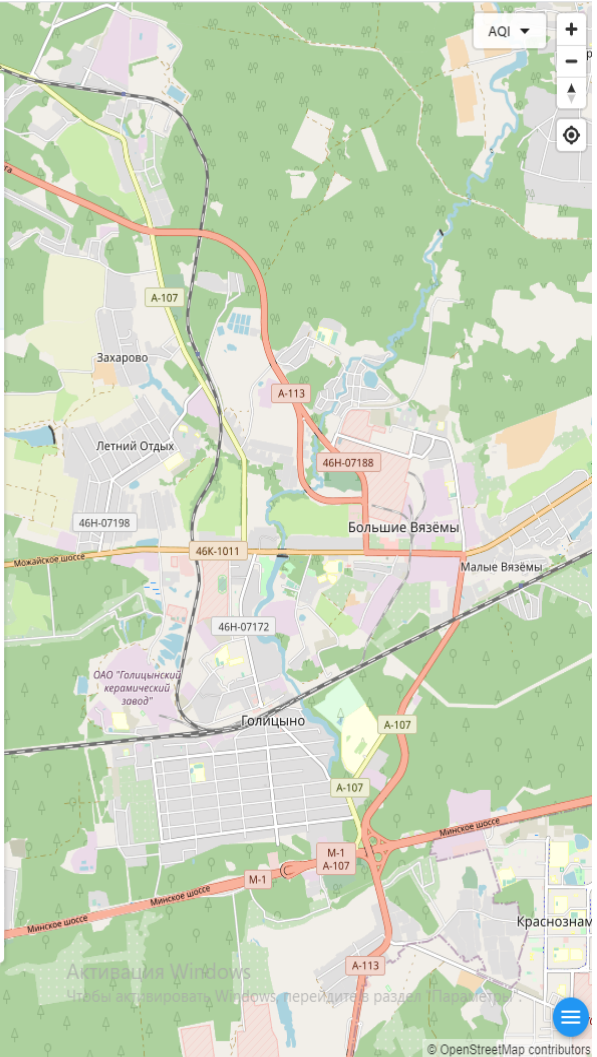 AQI
А-107
Захарово
А-113
Летний Отдых
46Н-07188
46Н-07198
Большие Вязёмы
46К-1011
Можайское шоссе
Малые Вязёмы
46Н-07172
ОАО "Голицынский
керамический
завод"
Голицыно
А-107
А-107
Минское шоссе
М-1
А-107
М-1
Минское шоссе
Минское шоссе
Краснознам
А-113
Активация Windows
Чтобы активировать Windows, перейдите в раздел "Параметры".
© OpenStreetMap contributors